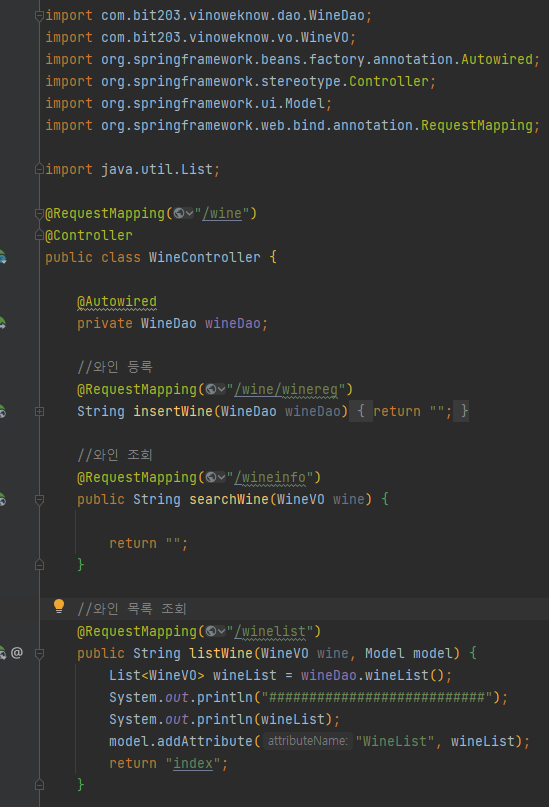 import com.bit203.vinoweknow.dao.WineDao;
import com.bit203.vinoweknow.vo.WineVO;
import org.springframework.beans.factory.annotation.Autowired;
import org.springframework.stereotype.Controller;
import org.springframework.ui.Model;
import org.springframework.web.bind.annotation.RequestMapping;
import java.util.List;
@RequestMapping("/wine")
@Controller
public class WineController {
@Autowired
private WineDao wineDao;
//와인 등록
@RequestMapping("/wine/winereg")
String insertWine(WineDao wineDao) { return ""; }
//와인 조회
@RequestMapping("/wineinfo")
public String searchWine(WineVO wine) {
return "";
}
//와인 목록 조회
@RequestMapping("/winelist")
@ public String listWine(WineVO wine, Model model) {
List<WineVO> wineList = wineDao.wineList();
System.out.println("###########################");
System.out.println(wineList);
model.addAttribute( attributeName: "WineList", wineList);
return "index";
}